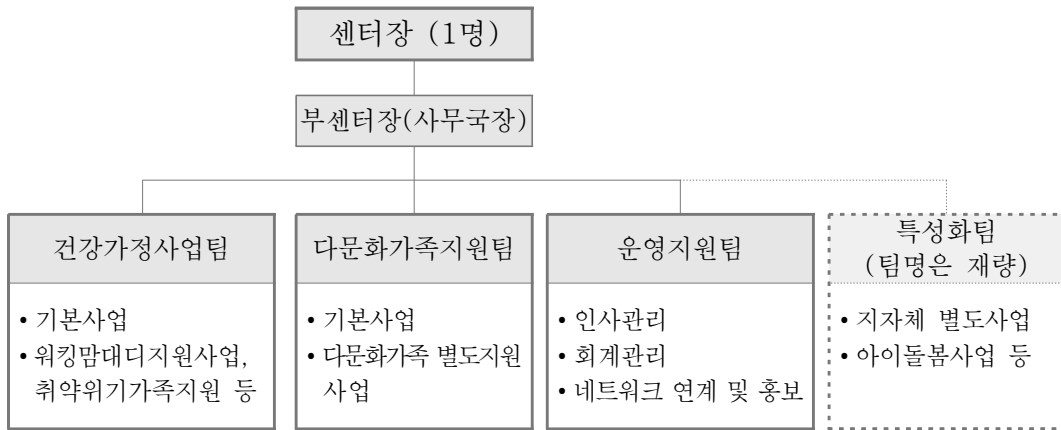 센터장 (1명)
부센터장(사무국장)
건강가정사업팀
• 기본사업
• 워킹맘대디지원사업,
취약위기가족지원 등
다문화가족지원팀
• 기본사업
• 다문화가족 별도지원
사업
운영지원팀
• 인사관리
• 회계관리
• 네트워크 연계 및 홍보
특성화팀
(팀명은 재량)
• 지자체 별도사업
• 아이돌봄사업 등